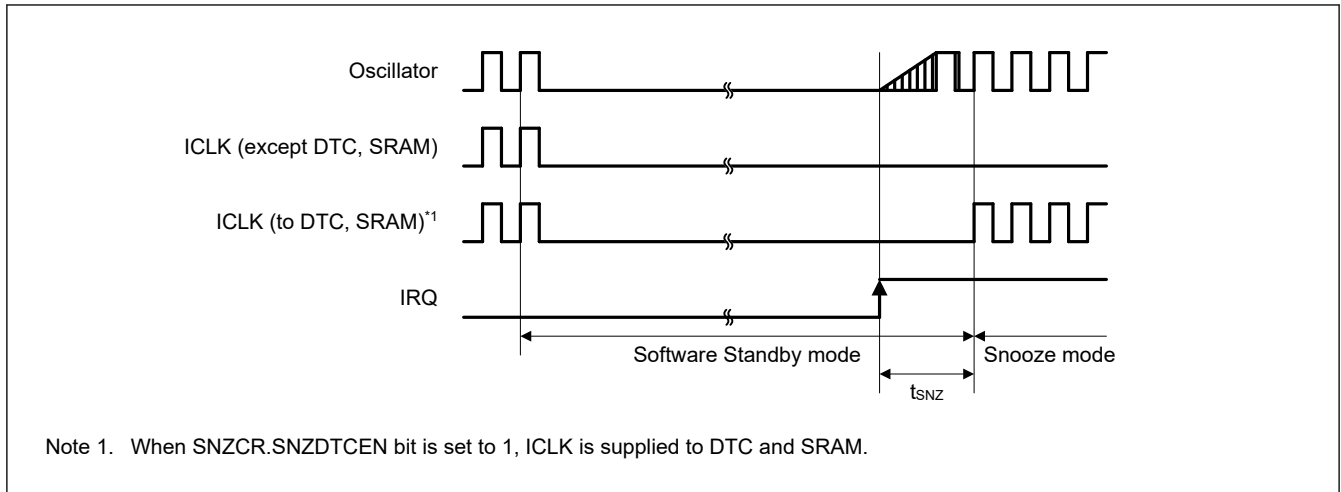 Oscillator
ICLK (except DTC, SRAM)
ICLK (to DTC, SRAM)*1
IRQ
Software Standby mode
Snooze mode
tSNZ
Note 1. When SNZCR.SNZDTCEN bit is set to 1, ICLK is supplied to DTC and SRAM.